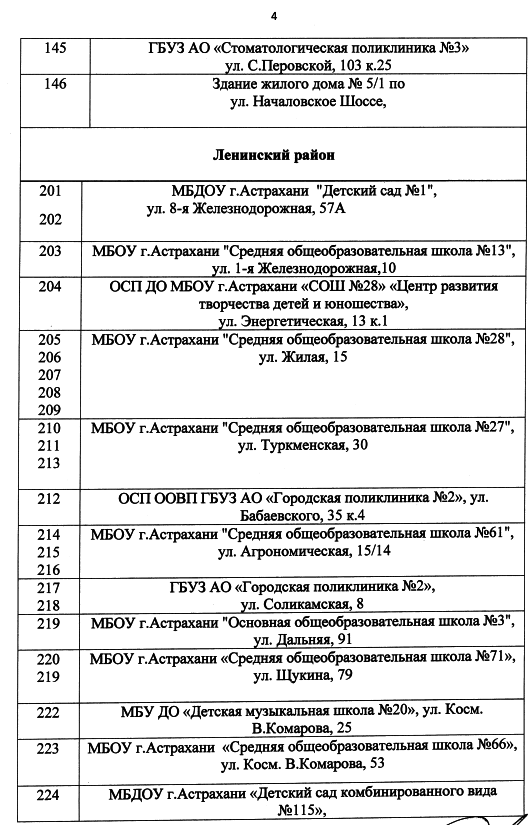 4
145 ГБУЗ АО «Стоматологическая поликлиника №3»
ул. С.Перовской, 103 к.25
146 Здание жилого дома № 5/1 по
ул. Началовское Шоссе,
Ленинский район
201 МБДОУ г.Астрахани "Детский сад №1",
202 ул. 8-я Железнодорожная, 57А
203 МБОУ г.Астрахани "Средняя общеобразовательная школа №13",
ул. 1-я Железнодорожная,10
204 ОСП ДО МБОУ г.Астрахани «СОШ №28» «Центр развития
творчества детей и юношества»,
ул. Энергетическая, 13 к.1
205 МБОУ г.Астрахани "Средняя общеобразовательная школа №28",
206 ул. Жилая, 15
207
208
209
210 МБОУ г.Астрахани "Средняя общеобразовательная школа №27",
211 ул. Туркменская, 30
213
212 ОСП ООВП ГБУЗ АО «Городская поликлиника №2», ул.
Бабаевского, 35 к.4
214 МБОУ г.Астрахани "Средняя общеобразовательная школа №61",
215 ул. Агрономическая, 15/14
216
217 ГБУЗ АО «Городская поликлиника №2»,
218 ул. Соликамская, 8
219 МБОУ г.Астрахани "Основная общеобразовательная школа №3",
ул. Дальняя, 91
220 МБОУ г.Астрахани «Средняя общеобразовательная школа №71»,
219 ул. Щукина, 79
222 МБУ ДО «Детская музыкальная школа №20», ул. Косм.
В.Комарова, 25
223 МБОУ г.Астрахани «Средняя общеобразовательная школа №66»,
ул. Косм. В.Комарова, 53
224 МБДОУ г.Астрахани «Детский сад комбинированного вида
№115»,